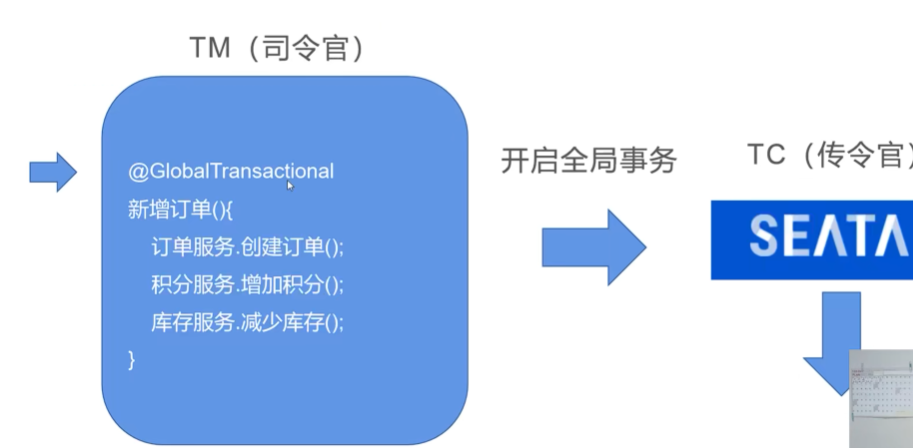 TM（司令官）
@GlobalTransactional
新增订单(){
订单服务.创建订单();
积分服务.增加积分();
库存服务.减少库存();
}
开启全局事务
TC（传令官）
SEATA